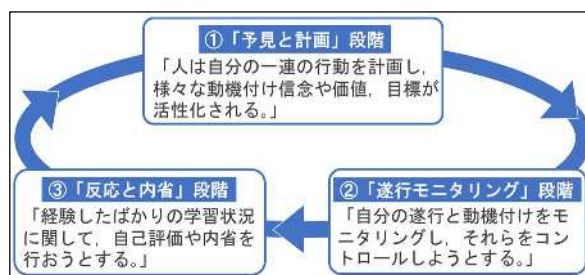 ①「予見と計画」段階
「人は自分の一連の行動を計画し，
様々な動機付け信念や価値，目標が
活性化される。」
②「遂行モニタリング」段階
「自分の遂行と動機付けをモ
ニタリングし，それらをコント
ロールしようとする。」
③「反応と内省」段階
「経験したばかりの学習状況
に関して，自己評価や内省を
行おうとする。」